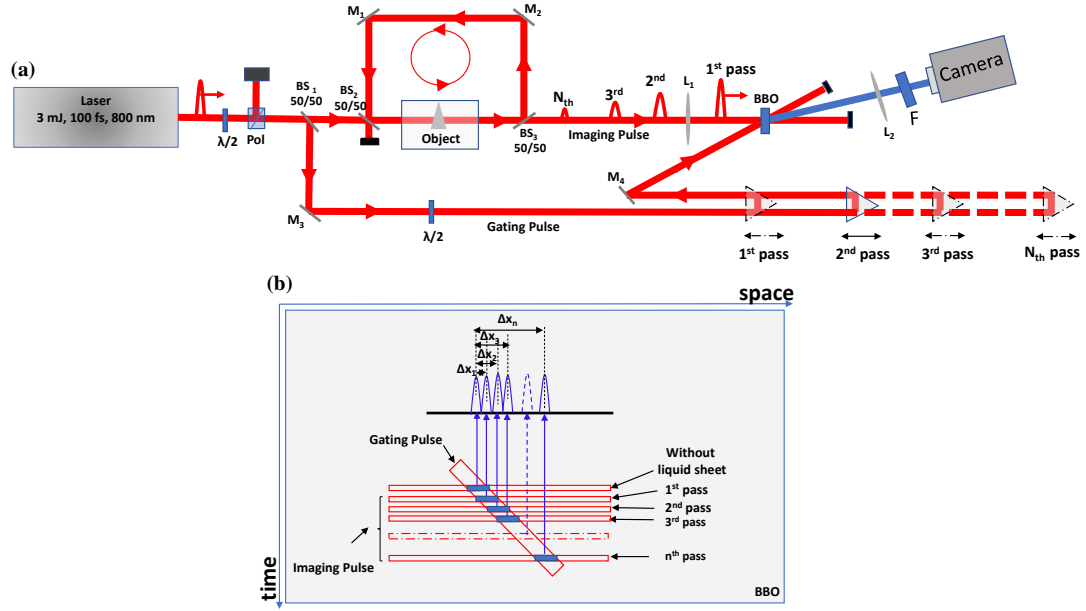 (a)
Laser
3 mJ, 100 fs, 800 nm
λ/2
Pol
BS 1
50/50
BS2
50/50
M1
M2
Object
BS3
50/50
Nth
3rd
2nd
L1
1st pass
Imaging Pulse
BBO
L2
F
Camera
M3
λ/2
Gating Pulse
M4
1st pass
2nd pass
3rd pass
Nth pass
(b)
space
Δxn
Δx3
Δx2
Δx1
Gating Pulse
Without
liquid sheet
1st pass
2nd pass
3rd pass
nth pass
Imaging Pulse
time
BBO